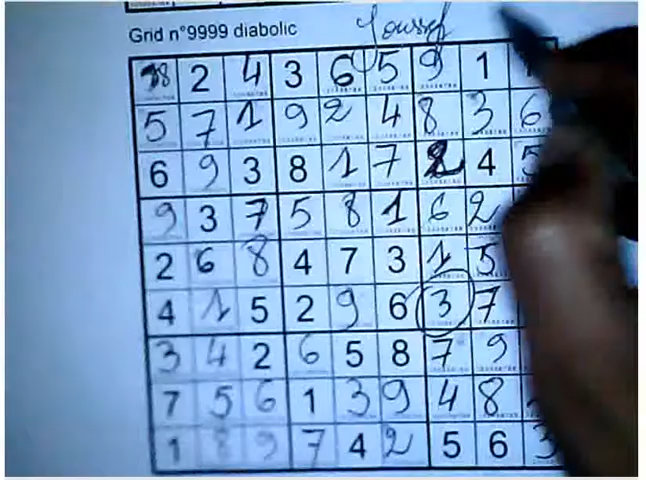 Grid n°9999 diabolic Youssef
8 2 4 3 6 5 9 1
5 7 1 9 2 4 8 3 6
6 9 3 8 1 7 2 4 5
9 3 7 5 8 1 6 2
2 6 8 4 7 3 1 5
4 1 5 2 9 6 3 7
3 4 2 6 5 8 7 9
7 5 6 1 3 9 4 8
1 8 9 7 4 2 5 6 3